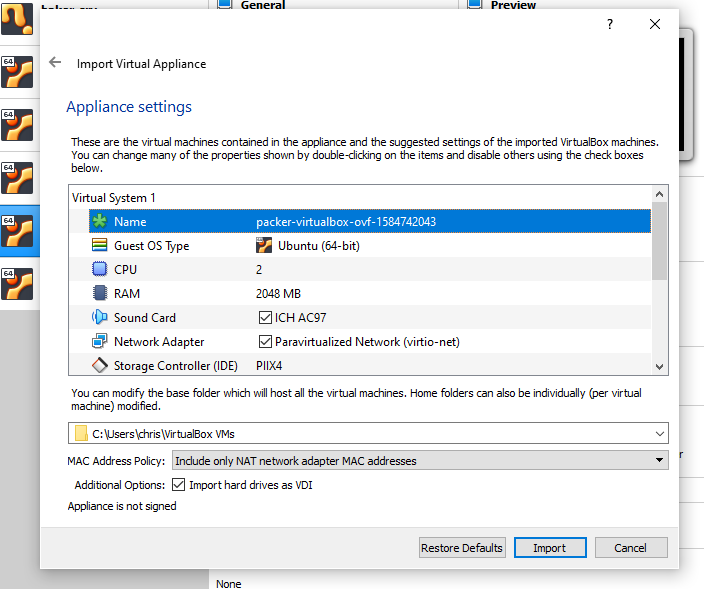 General
Preview
?
Import Virtual Appliance
Appliance settings
These are the virtual machines contained in the appliance and the suggested settings of the imported VirtualBox machines.
You can change many of the properties shown by double-clicking on the items and disable others using the check boxes
below.
Virtual System 1
Name packer-virtualbox-ovf-1584742043
Guest OS Type Ubuntu (64-bit)
CPU 2
RAM 2048 MB
Sound Card ICH AC97
Network Adapter Paravirtualized Network (virtio-net)
Storage Controller (IDE) PIIX4
You can modify the base folder which will host all the virtual machines. Home folders can also be individually (per virtual
machine) modified.
C:\Users\chris\VirtualBox VMs
MAC Address Policy: Include only NAT network adapter MAC addresses
Additional Options: Import hard drives as VDI
Appliance is not signed
Restore Defaults Import Cancel
None
64
64
64
64
64